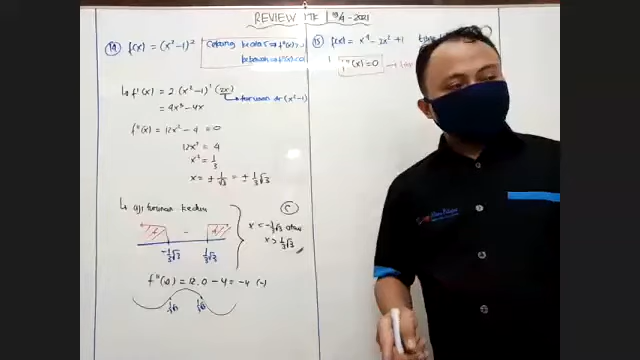 REVIEW MTK 19/4-2021
14 f(x) = (x²-1)²
Cekung keatas → f''(x) > 0
kebawah → f''(x) < 0
↳ f'(x) = 2 (x²-1)¹ (2x)
→ turunan dr (x²-1)
= 4x³ - 4x
f''(x) = 12x² - 4 = 0
12x² = 4
x² = 1/3
x = ± 1/√3 = ± 1/3√3
↳ uji turunan kedua
-
-1/3√3 1/3√3
C
x < -1/3√3 atau
x > 1/3√3
f''(0) = 12.0 - 4 = -4 (-)
15 f(x) = x⁴ - 2x² + 1
f''(x) = 0